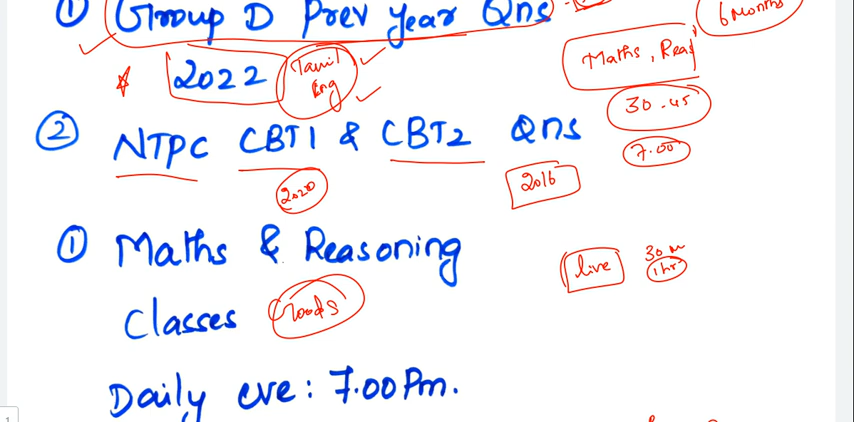 ① Group D Prev Year Qns
6 Months
2022 Tamil Eng
Maths, Reas
30-45
② NTPC CBT1 & CBT2 Qns
7.00
2020
2016
① Maths & Reasoning
live 30 m
1 hr
Classes
Daily eve: 7.00 Pm.
1